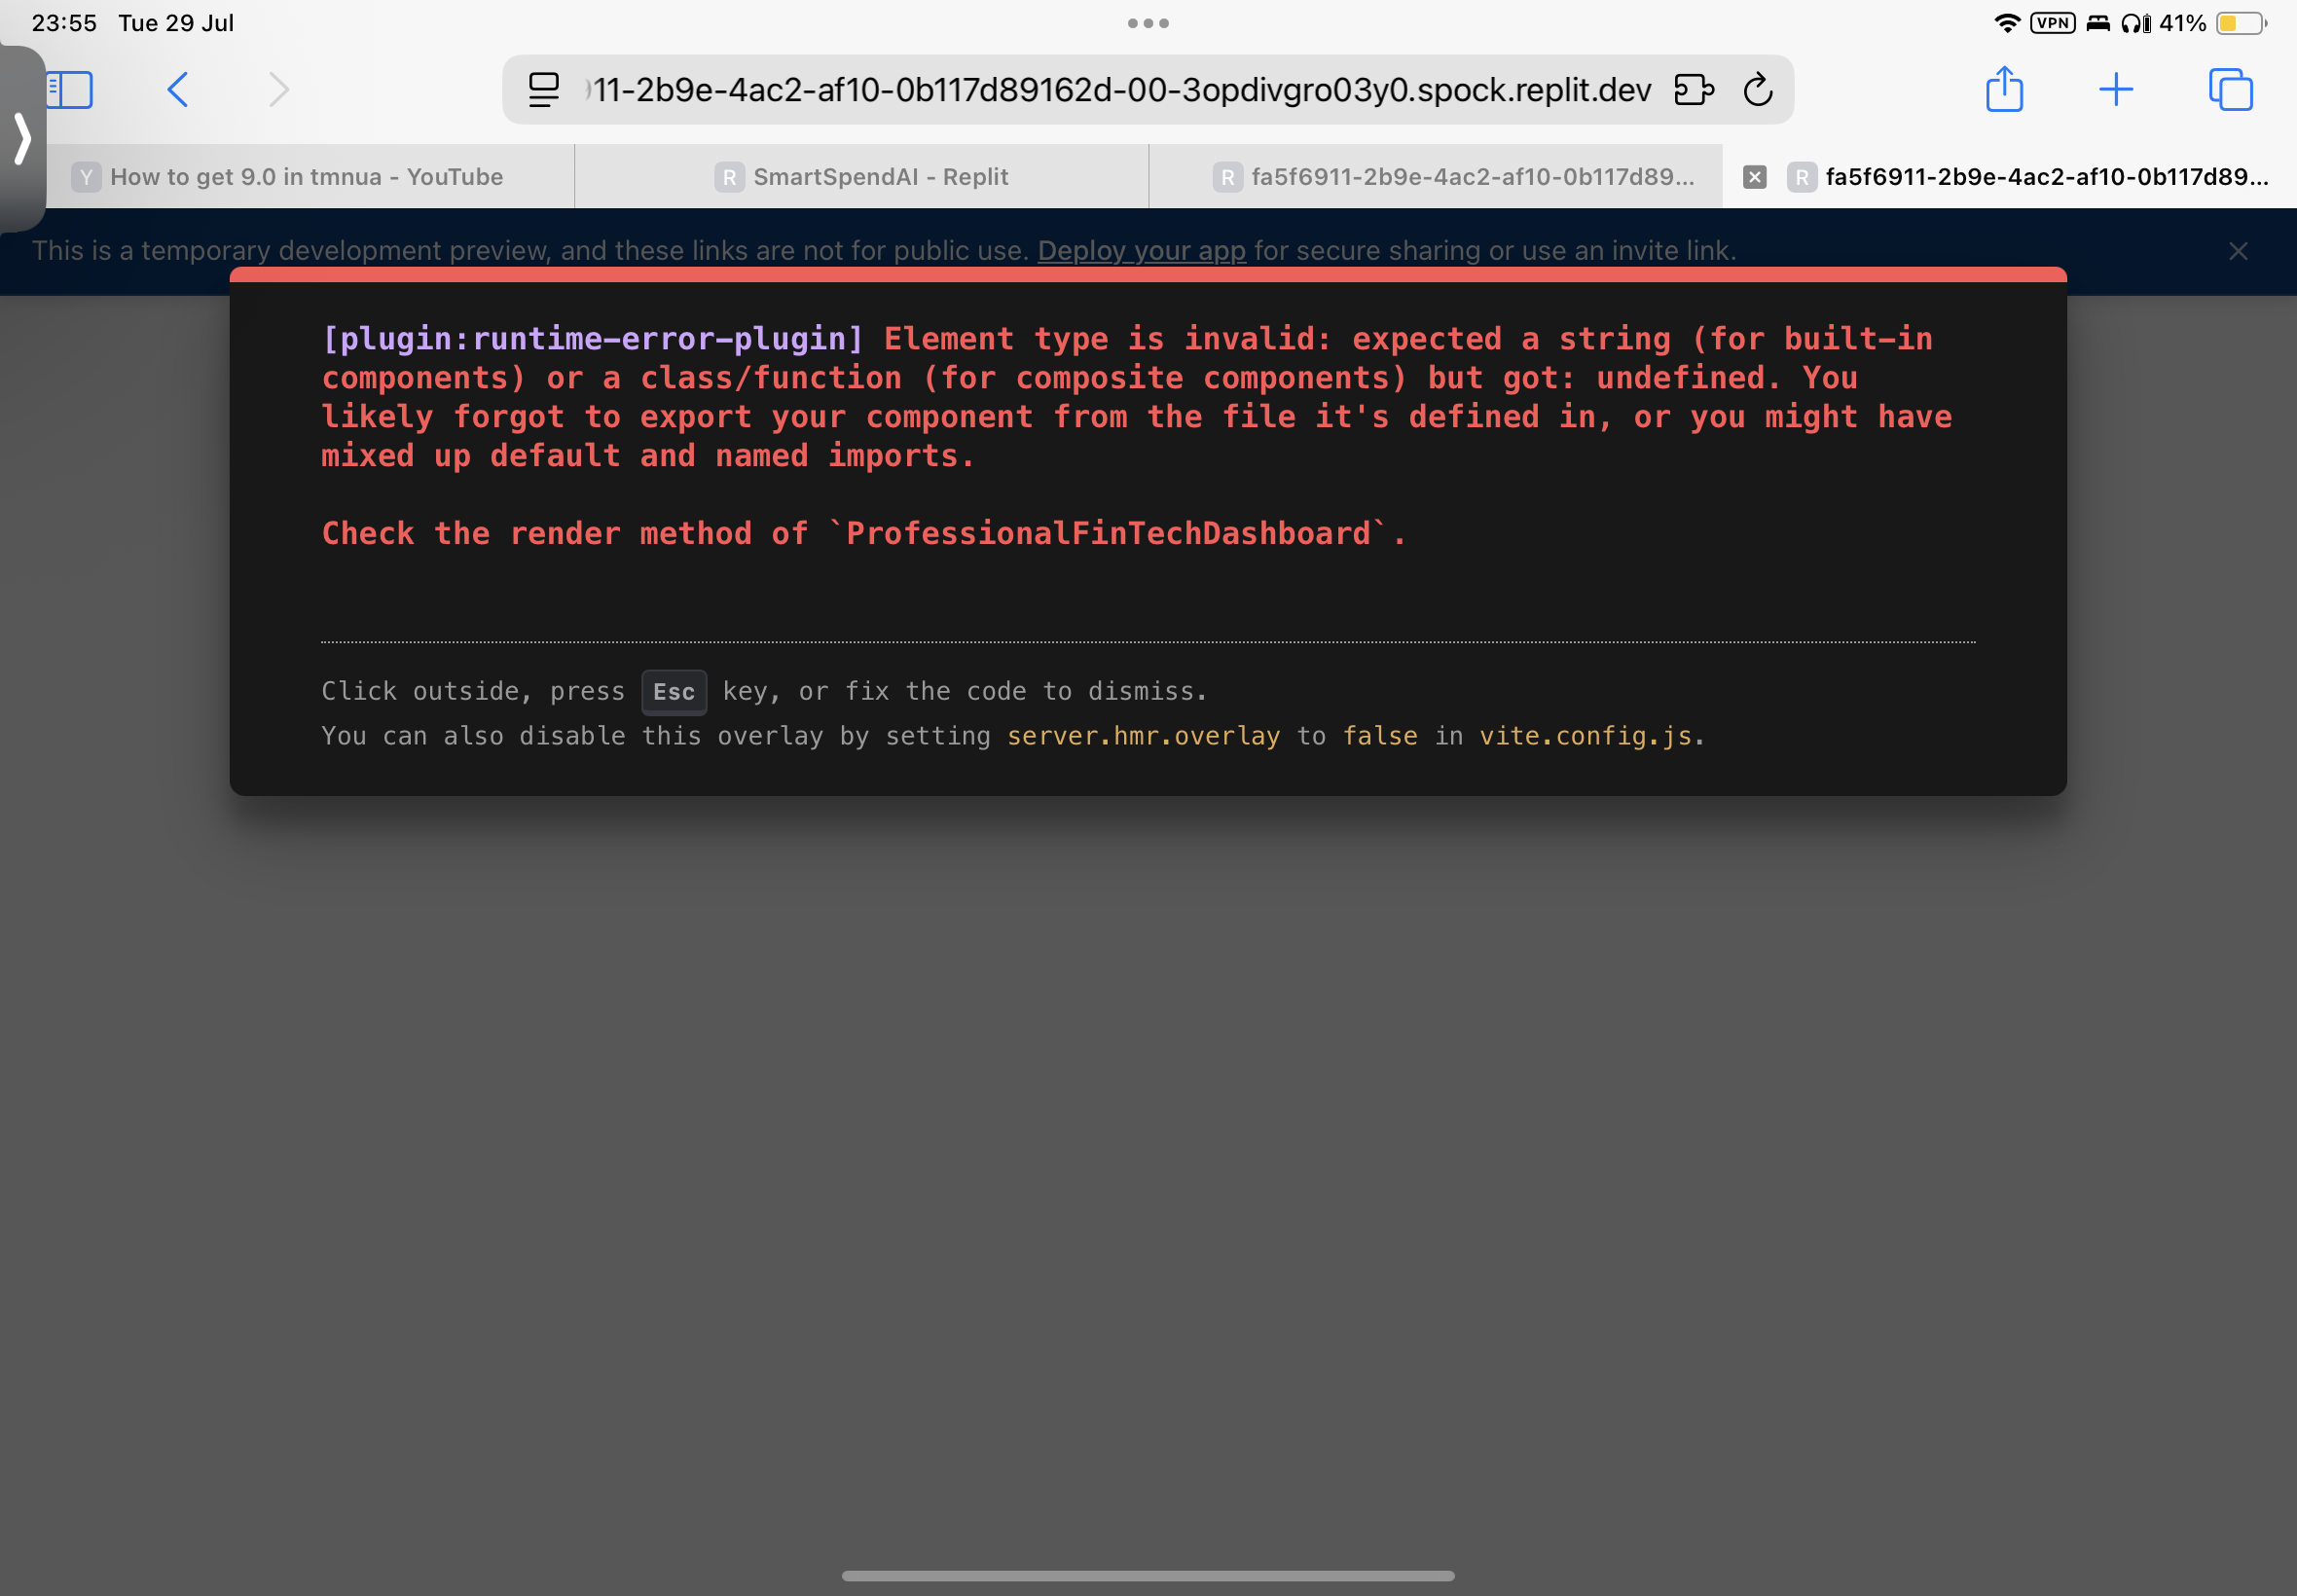 23:55 Tue 29 Jul
VPN 41%
11-2b9e-4ac2-af10-0b117d89162d-00-3opdivgro03y0.spock.replit.dev
Y How to get 9.0 in tmnua - YouTube
R SmartSpendAI - Replit
R fa5f6911-2b9e-4ac2-af10-0b117d89...
R fa5f6911-2b9e-4ac2-af10-0b117d89...
This is a temporary development preview, and these links are not for public use. Deploy your app for secure sharing or use an invite link.
[plugin:runtime-error-plugin] Element type is invalid: expected a string (for built-in
components) or a class/function (for composite components) but got: undefined. You
likely forgot to export your component from the file it's defined in, or you might have
mixed up default and named imports.
Check the render method of `ProfessionalFinTechDashboard`.
Click outside, press Esc key, or fix the code to dismiss.
You can also disable this overlay by setting server.hmr.overlay to false in vite.config.js.